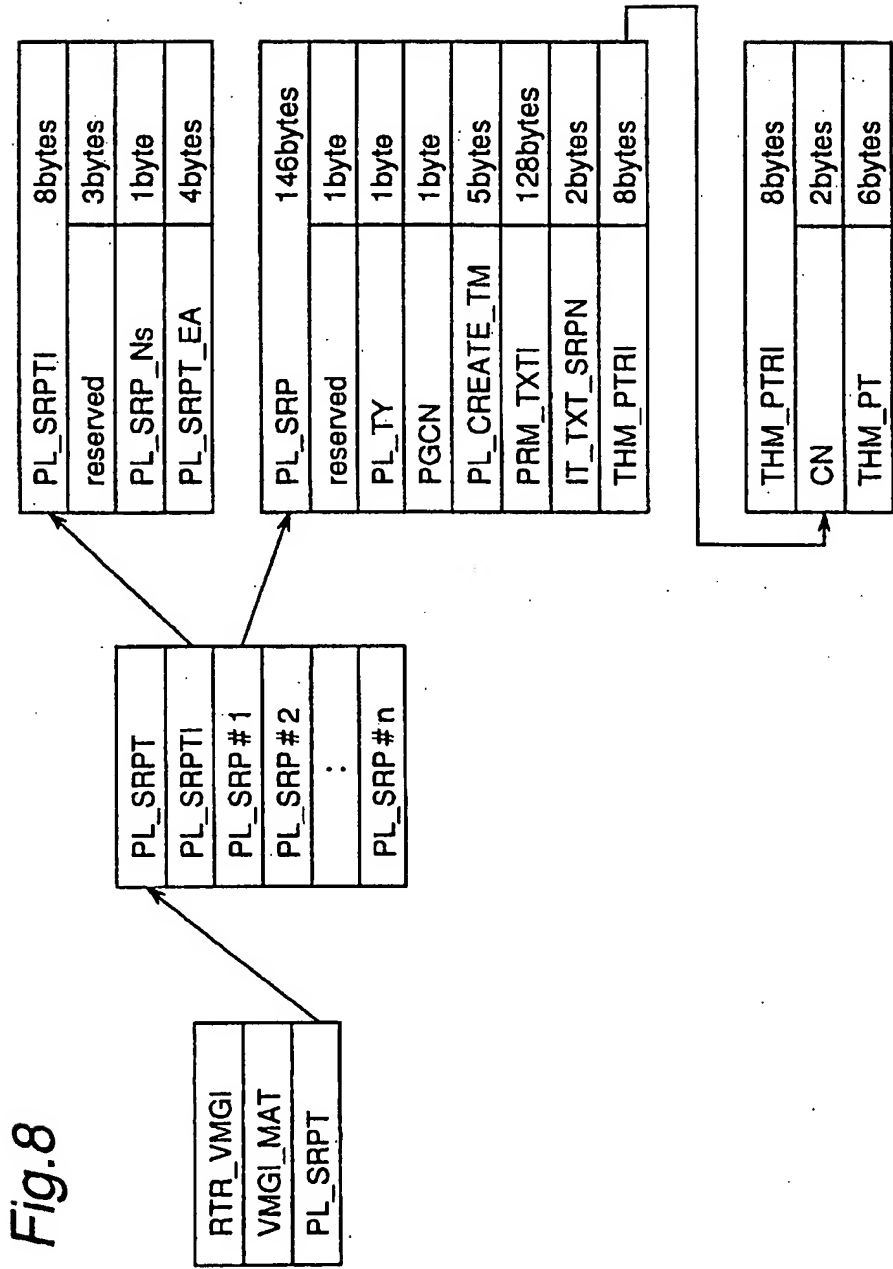 Fig.8
RTR_VMGI
VMGI_MAT
PL_SRPT
PL_SRPT
PL_SRPTI
PL_SRP#1
PL_SRP#2
:
PL_SRP#n
PL_SRPTI 8bytes
reserved 3bytes
PL_SRP_Ns 1byte
PL_SRPT_EA 4bytes
PL_SRP 146bytes
reserved 1byte
PL_TY 1byte
PGCN 1byte
PL_CREATE_TM 5bytes
PRM_TXTI 128bytes
IT_TXT_SRPN 2bytes
THM_PTRI 8bytes
THM_PTRI 8bytes
CN 2bytes
THM_PT 6bytes